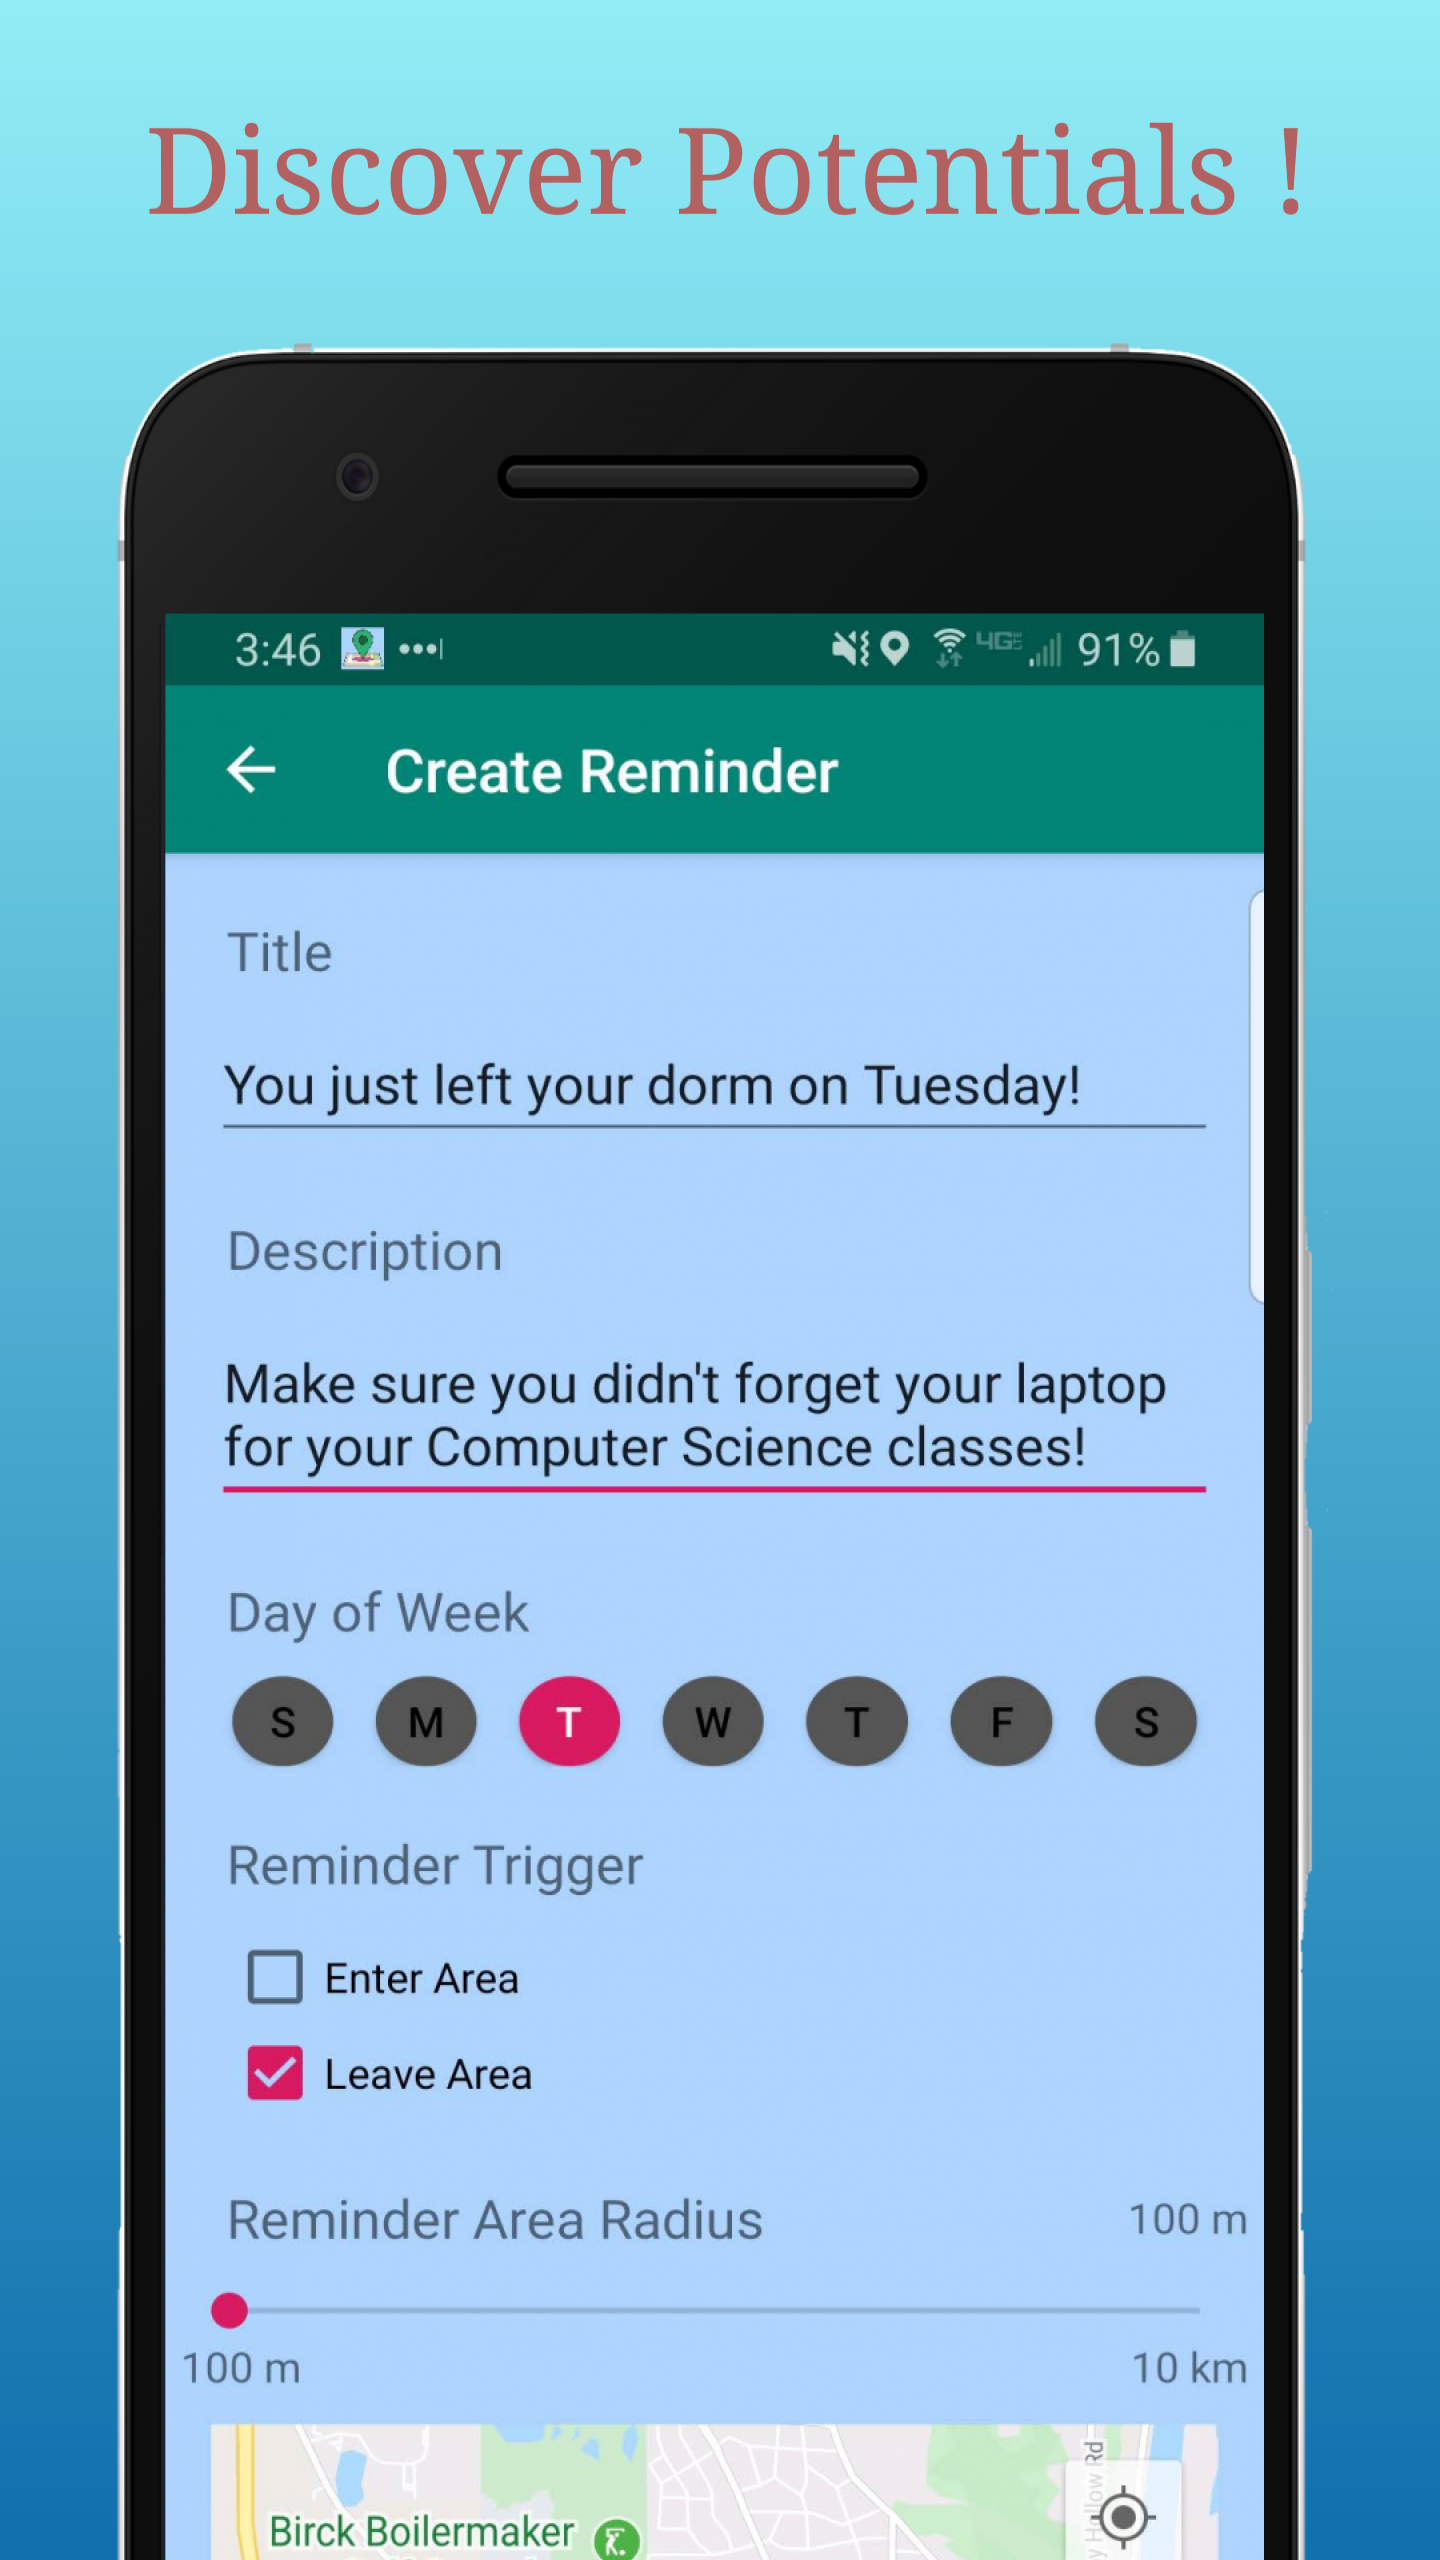 Discover Potentials !
3:46
4G
91%
Create Reminder
Title
You just left your dorm on Tuesday!
Description
Make sure you didn't forget your laptop
for your Computer Science classes!
Day of Week
S M T W T F S
Reminder Trigger
Enter Area
Leave Area
Reminder Area Radius
100 m
100 m
10 km
Birck Boilermaker
Hollow Rd